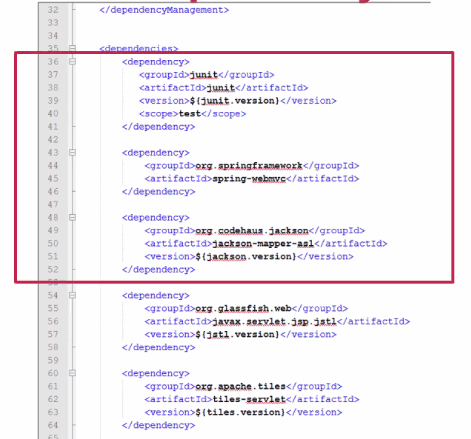 32 </dependencyManagement>
33
34
35 <dependencies>
36 <dependency>
37 <groupId>junit</groupId>
38 <artifactId>junit</artifactId>
39 <version>${junit.version}</version>
40 <scope>test</scope>
41 </dependency>
42
43 <dependency>
44 <groupId>org.springframework</groupId>
45 <artifactId>spring-webmvc</artifactId>
46 </dependency>
47
48 <dependency>
49 <groupId>org.codehaus.jackson</groupId>
50 <artifactId>jackson-mapper-asl</artifactId>
51 <version>${jackson.version}</version>
52 </dependency>
53
54 <dependency>
55 <groupId>org.glassfish.web</groupId>
56 <artifactId>javax.servlet.jsp.jstl</artifactId>
57 <version>${jstl.version}</version>
58 </dependency>
59
60 <dependency>
61 <groupId>org.apache.tiles</groupId>
62 <artifactId>tiles-servlet</artifactId>
63 <version>${tiles.version}</version>
64 </dependency>
65